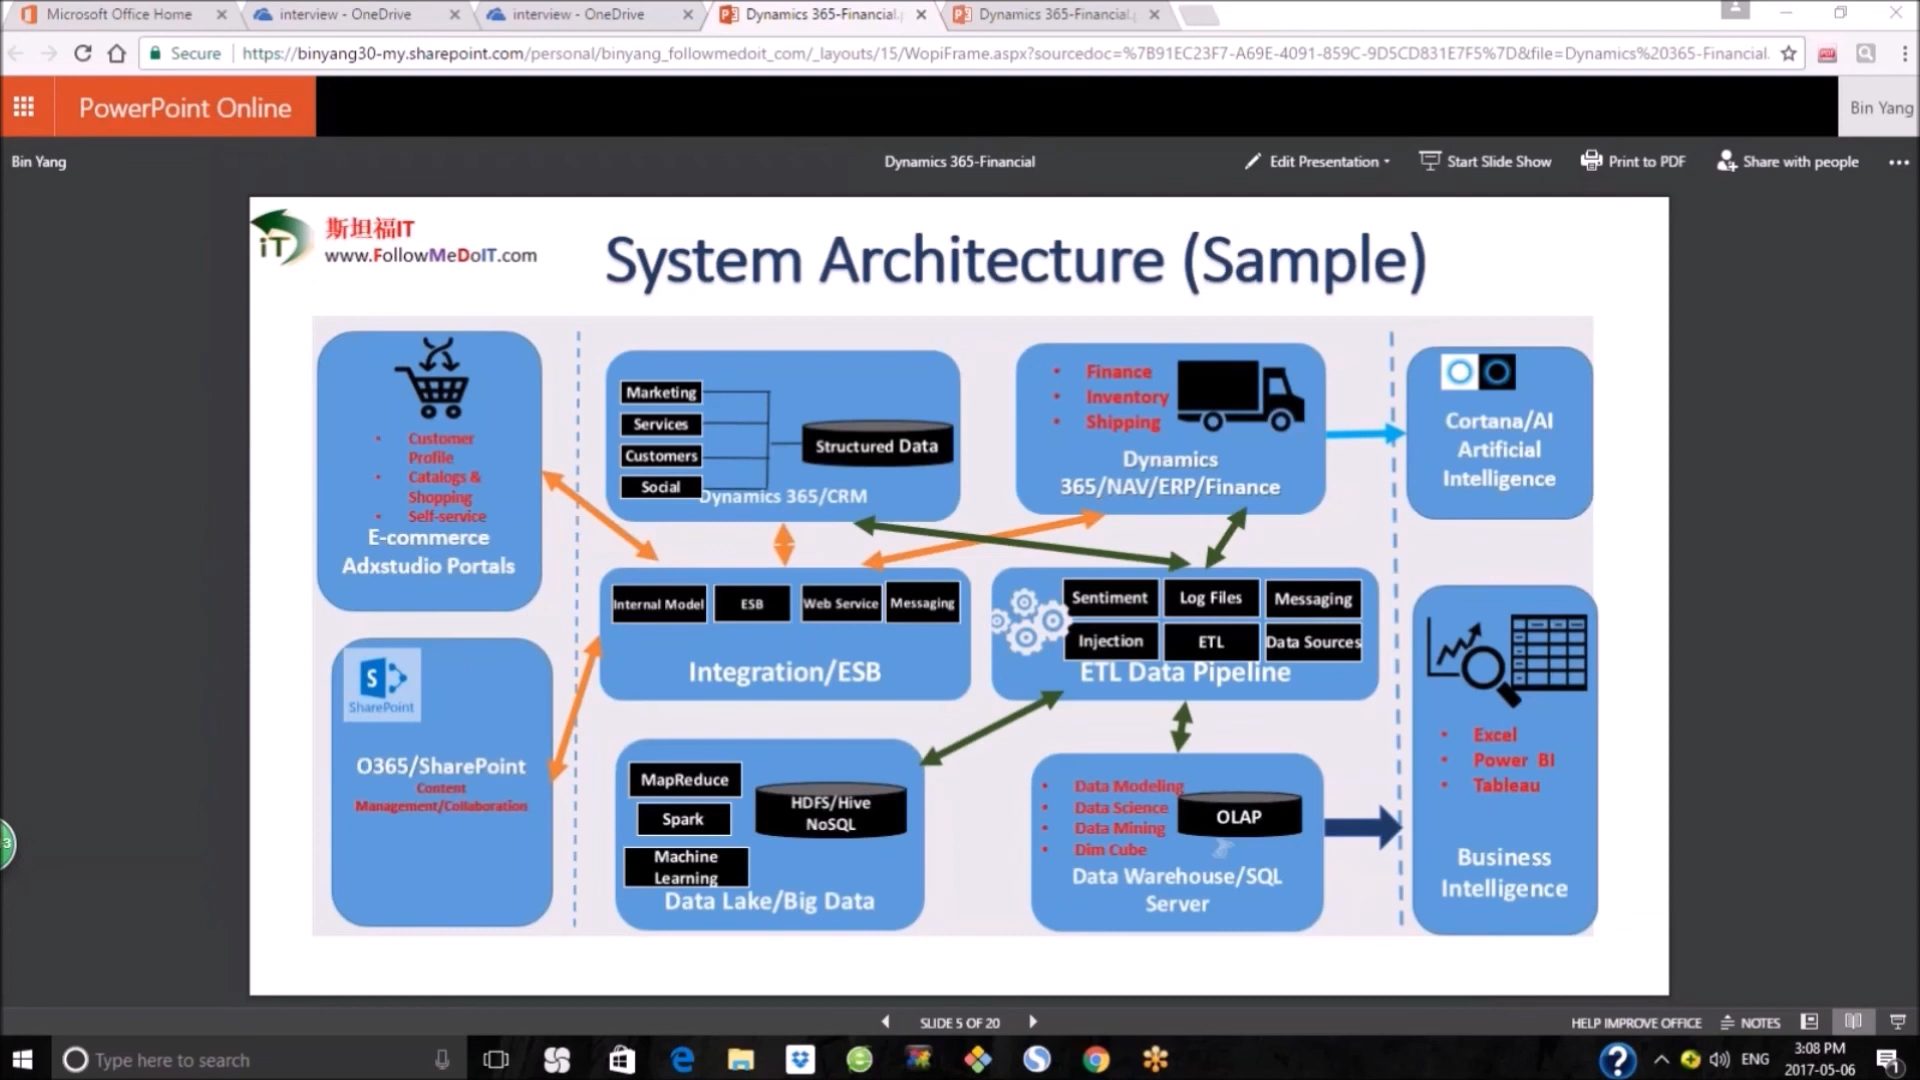 Microsoft Office Home
interview - OneDrive
interview - OneDrive
Dynamics 365-Financial.
Dynamics 365-Financial.
Secure
https://binyang30-my.sharepoint.com/personal/binyang_followmedoit_com/_layouts/15/WopiFrame.aspx?sourcedoc=%7B91EC23F7-A69E-4091-859C-9D5CD831E7F5%7D&file=Dynamics%20365-Financial.
PowerPoint Online
Bin Yang
Bin Yang
Dynamics 365-Financial
Edit Presentation
Start Slide Show
Print to PDF
Share with people
iT
斯坦福IT
www.FollowMeDoIT.com
System Architecture (Sample)
• Customer
Profile
• Catalogs &
Shopping
• Self-service
E-commerce
Adxstudio Portals
Marketing
Services
Customers
Social
Structured Data
Dynamics 365/CRM
• Finance
• Inventory
• Shipping
Dynamics
365/NAV/ERP/Finance
Cortana/AI
Artificial
Intelligence
Internal Model
ESB
Web Service
Messaging
Integration/ESB
Sentiment
Log Files
Messaging
Injection
ETL
Data Sources
ETL Data Pipeline
S
SharePoint
O365/SharePoint
Content
Management/Collaboration
MapReduce
Spark
Machine
Learning
HDFS/Hive
NoSQL
Data Lake/Big Data
• Data Modeling
• Data Science
• Data Mining
• Dim Cube
OLAP
Data Warehouse/SQL
Server
• Excel
• Power BI
• Tableau
Business
Intelligence
3
SLIDE 5 OF 20
HELP IMPROVE OFFICE
NOTES
Type here to search
ENG
3:08 PM
2017-05-06
1